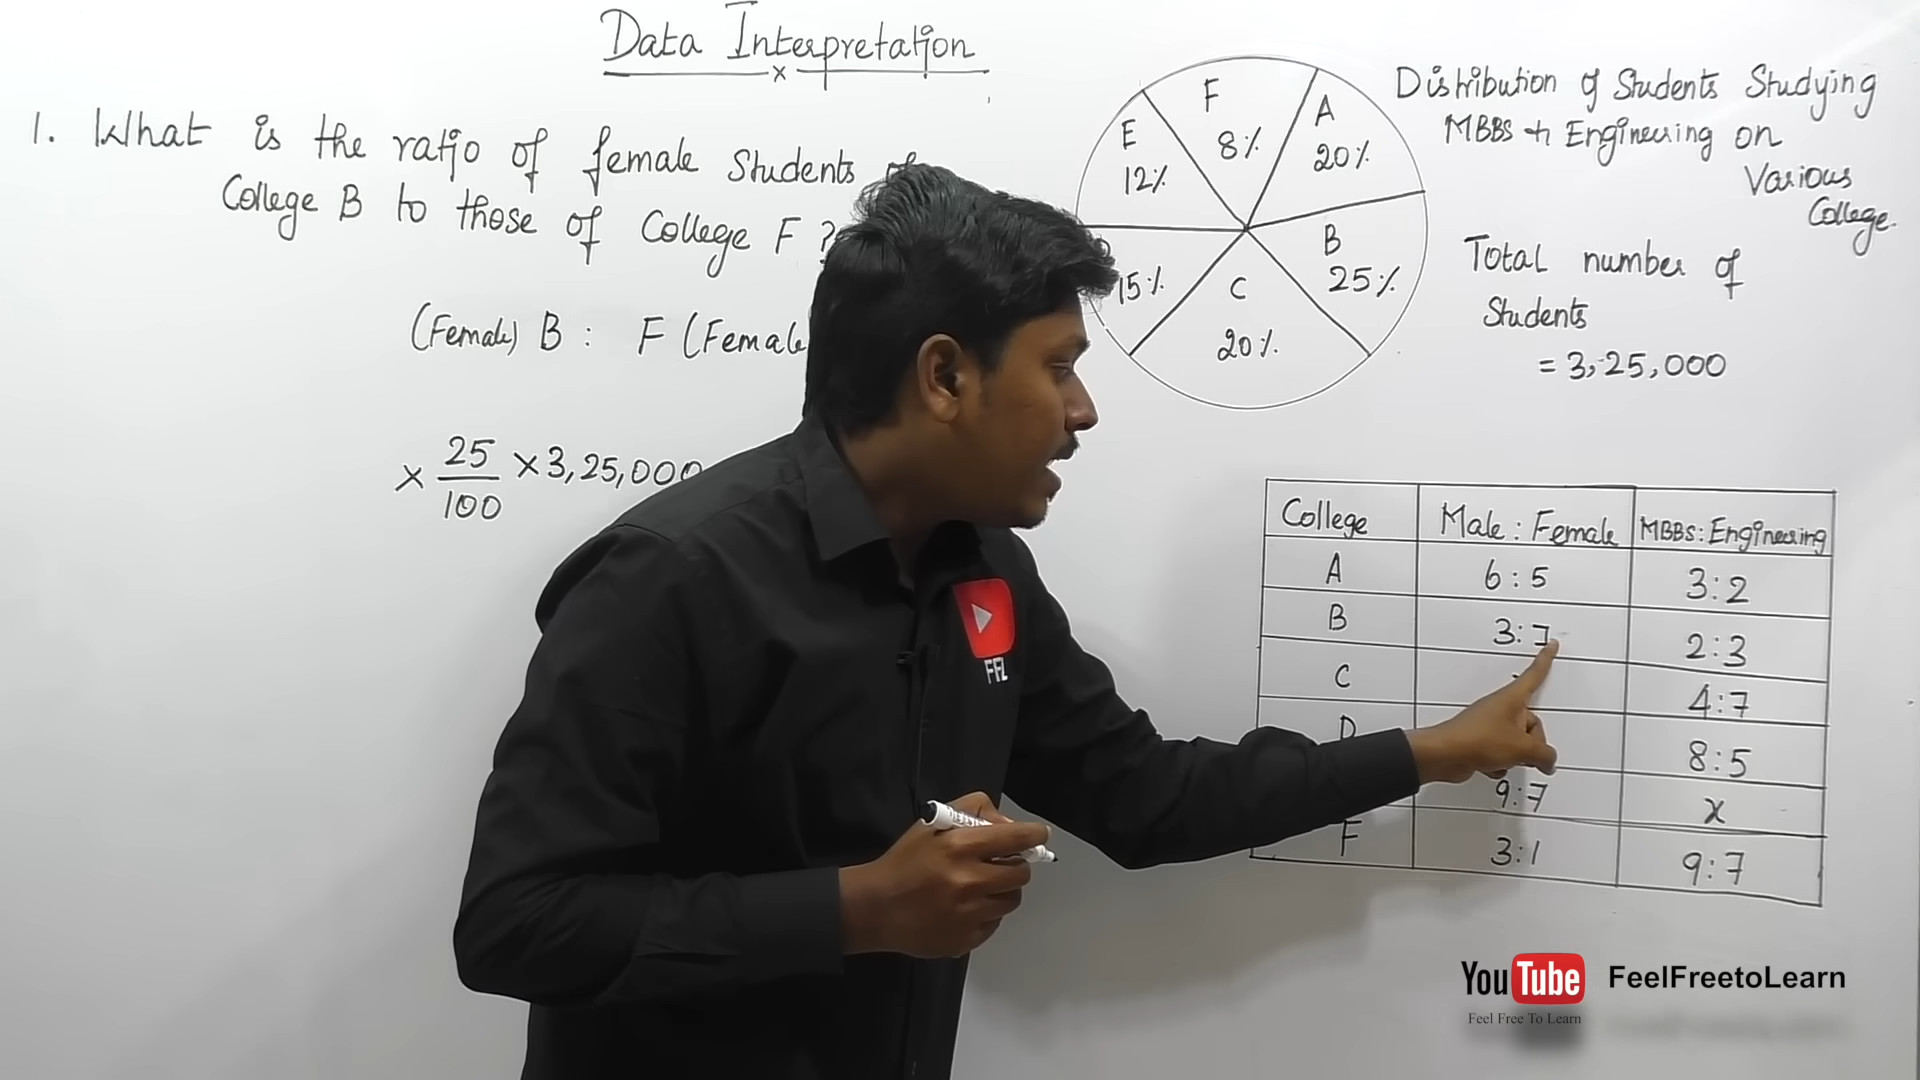 Data Interpretation
x
1. What is the ratio of female Students
College B to those of College F ?
(Female) B : F (Female
× 25/100 × 3,25,000
F
8%
A
20%
E
12%
B
25%
15%
C
20%
Distribution of Students Studying
MBBS & Engineering on
Various
College.
Total number of
Students
= 3,25,000
College Male : Female MBBS : Engineering
A 6 : 5 3 : 2
B 3 : 7 2 : 3
C 4 : 7
D 8 : 5
9 : 7 x
F 3 : 1 9 : 7
FFL
YouTube FeelFreetoLearn
Feel Free To Learn